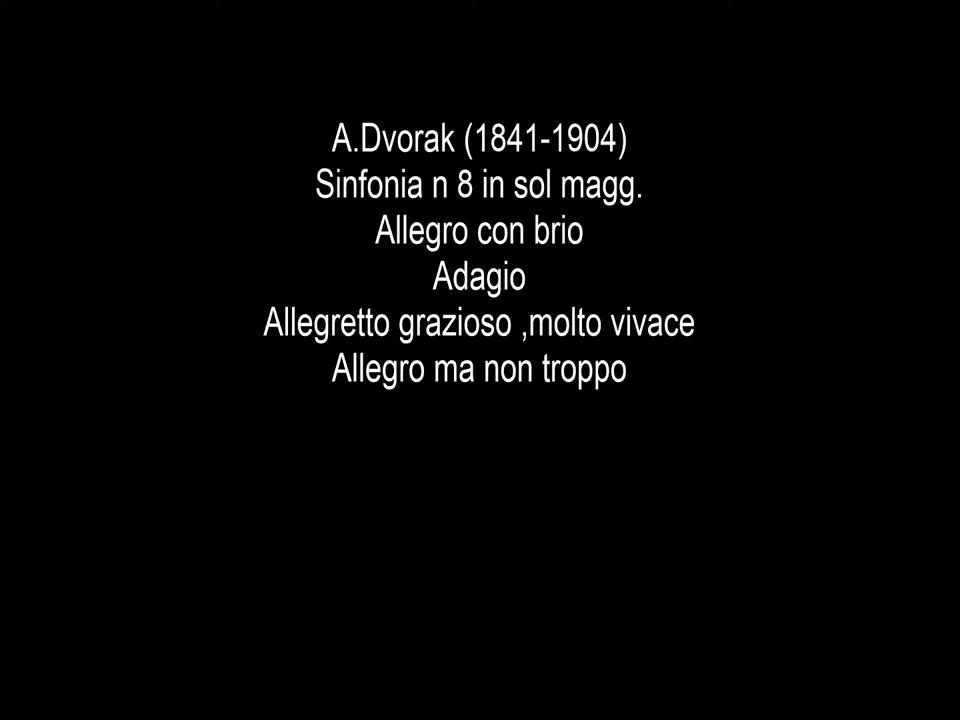 A.Dvorak (1841-1904)
Sinfonia n 8 in sol magg.
Allegro con brio
Adagio
Allegretto grazioso ,molto vivace
Allegro ma non troppo